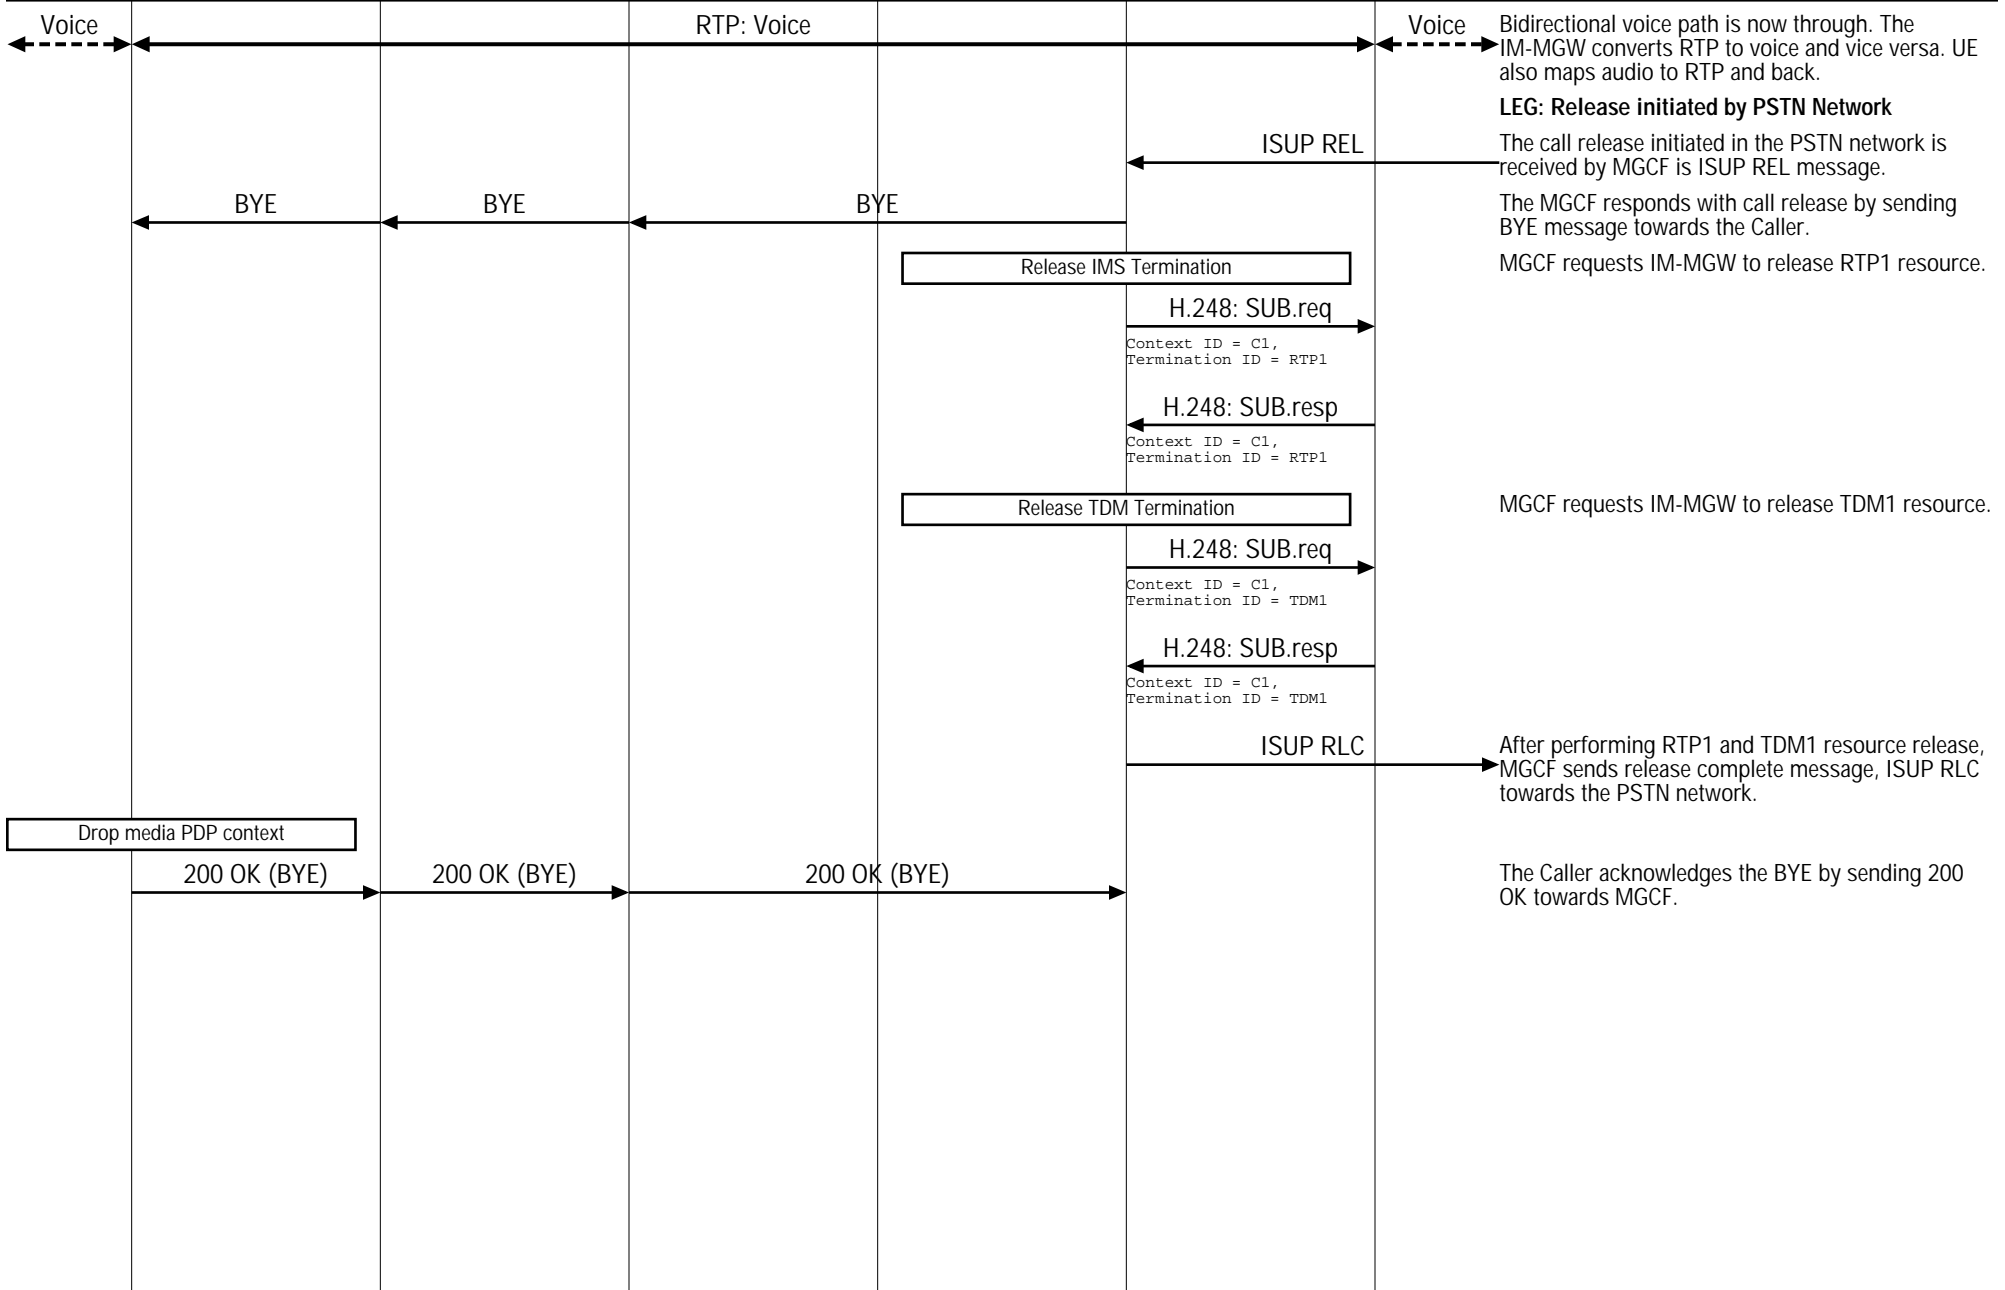 Voice
RTP: Voice
Voice
Bidirectional voice path is now through. The
IM-MGW converts RTP to voice and vice versa. UE
also maps audio to RTP and back.
LEG: Release initiated by PSTN Network
ISUP REL
The call release initiated in the PSTN network is
received by MGCF is ISUP REL message.
BYE
BYE
BYE
The MGCF responds with call release by sending
BYE message towards the Caller.
Release IMS Termination
MGCF requests IM-MGW to release RTP1 resource.
H.248: SUB.req
Context ID = C1,
Termination ID = RTP1
H.248: SUB.resp
Context ID = C1,
Termination ID = RTP1
Release TDM Termination
MGCF requests IM-MGW to release TDM1 resource.
H.248: SUB.req
Context ID = C1,
Termination ID = TDM1
H.248: SUB.resp
Context ID = C1,
Termination ID = TDM1
ISUP RLC
After performing RTP1 and TDM1 resource release,
MGCF sends release complete message, ISUP RLC
towards the PSTN network.
Drop media PDP context
200 OK (BYE)
200 OK (BYE)
200 OK (BYE)
The Caller acknowledges the BYE by sending 200
OK towards MGCF.